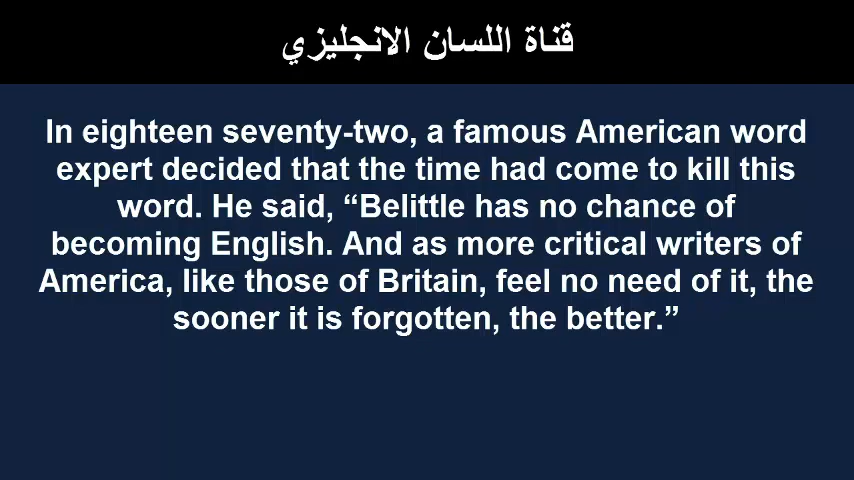 قناة اللسان الانجليزي
In eighteen seventy-two, a famous American word
expert decided that the time had come to kill this
word. He said, “Belittle has no chance of
becoming English. And as more critical writers of
America, like those of Britain, feel no need of it, the
sooner it is forgotten, the better.”